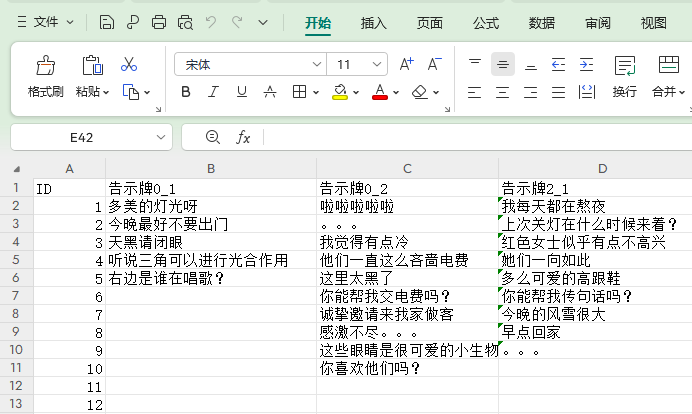 文件 开始 插入 页面 公式 数据 审阅 视图
宋体 11 A+ A-
格式刷 粘贴 B I U A A 换行 合并
E42 fx
A B C D
1 ID 告示牌0_1 告示牌0_2 告示牌2_1
2 1 多美的灯光呀 啦啦啦啦啦 我每天都在熬夜
3 2 今晚最好不要出门 。。。 上次关灯在什么时候来着？
4 3 天黑请闭眼 我觉得有点冷 红色女士似乎有点不高兴
5 4 听说三角可以进行光合作用 他们一直这么吝啬电费 她们一向如此
6 5 右边是谁在唱歌？ 这里太黑了 多么可爱的高跟鞋
7 6 你能帮我交电费吗？ 你能帮我传句话吗？
8 7 诚挚邀请来我家做客 今晚的风雪很大
9 8 感激不尽。。。 早点回家
10 9 这些眼睛是很可爱的小生物 。。。
11 10 你喜欢他们吗？
12 11
13 12